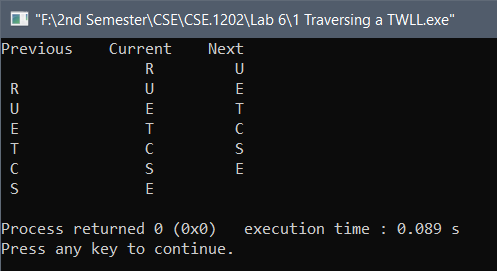 "F:\2nd Semester\CSE\CSE.1202\Lab 6\1 Traversing a TWLL.exe"
Previous    Current    Next
                R         U
 R              U         E
 U              E         T
 E              T         C
 T              C         S
 C              S         E
 S              E
Process returned 0 (0x0)   execution time : 0.089 s
Press any key to continue.